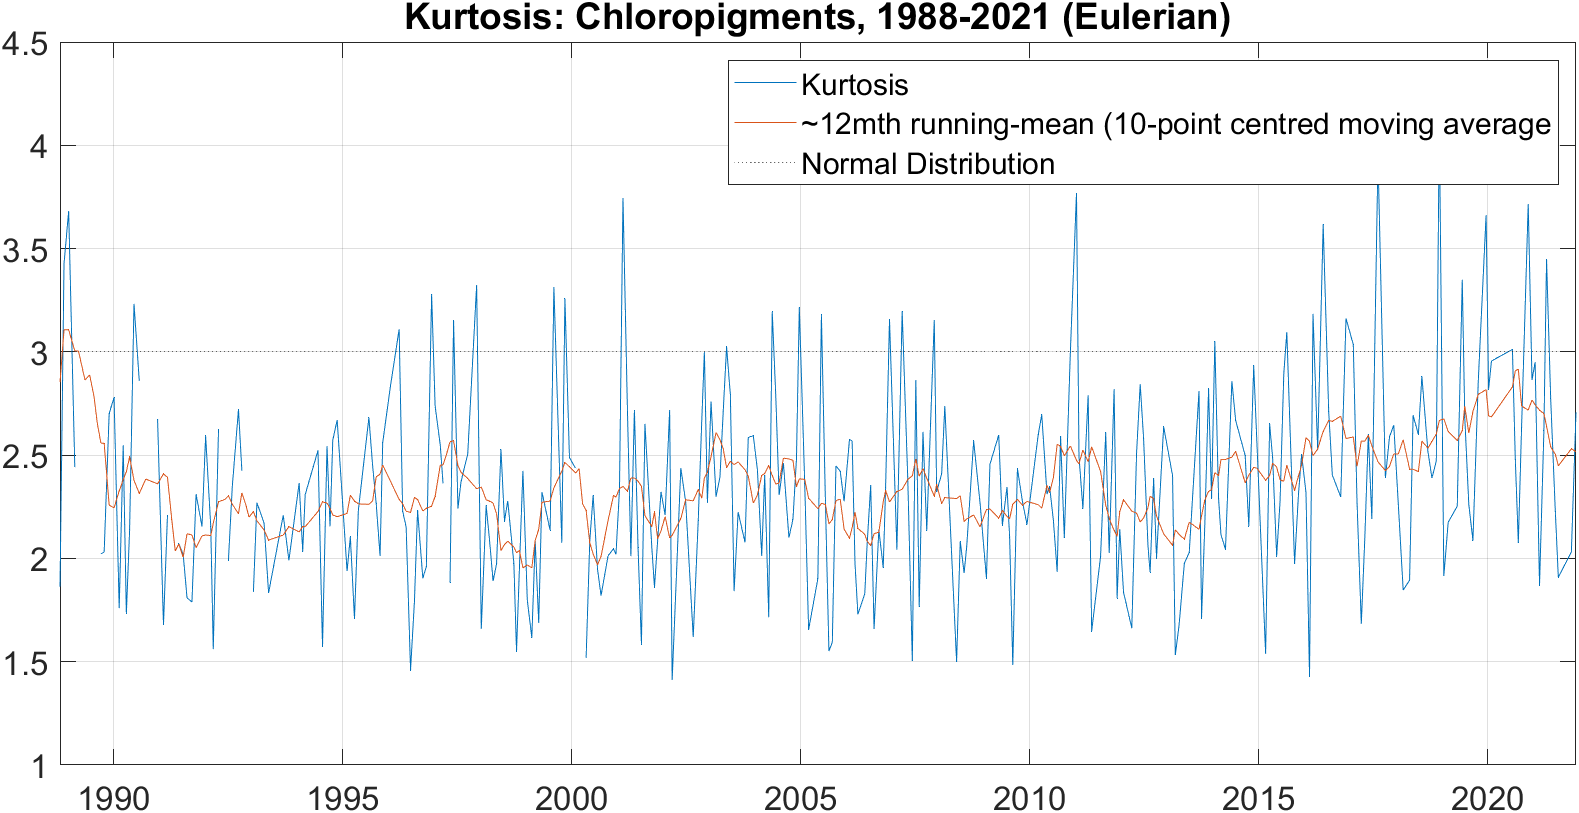 Kurtosis: Chloropigments, 1988-2021 (Eulerian)
4.5
4
3.5
3
2.5
2
1.5
1
Kurtosis
~12mth running-mean (10-point centred moving average
Normal Distribution
1990 1995 2000 2005 2010 2015 2020